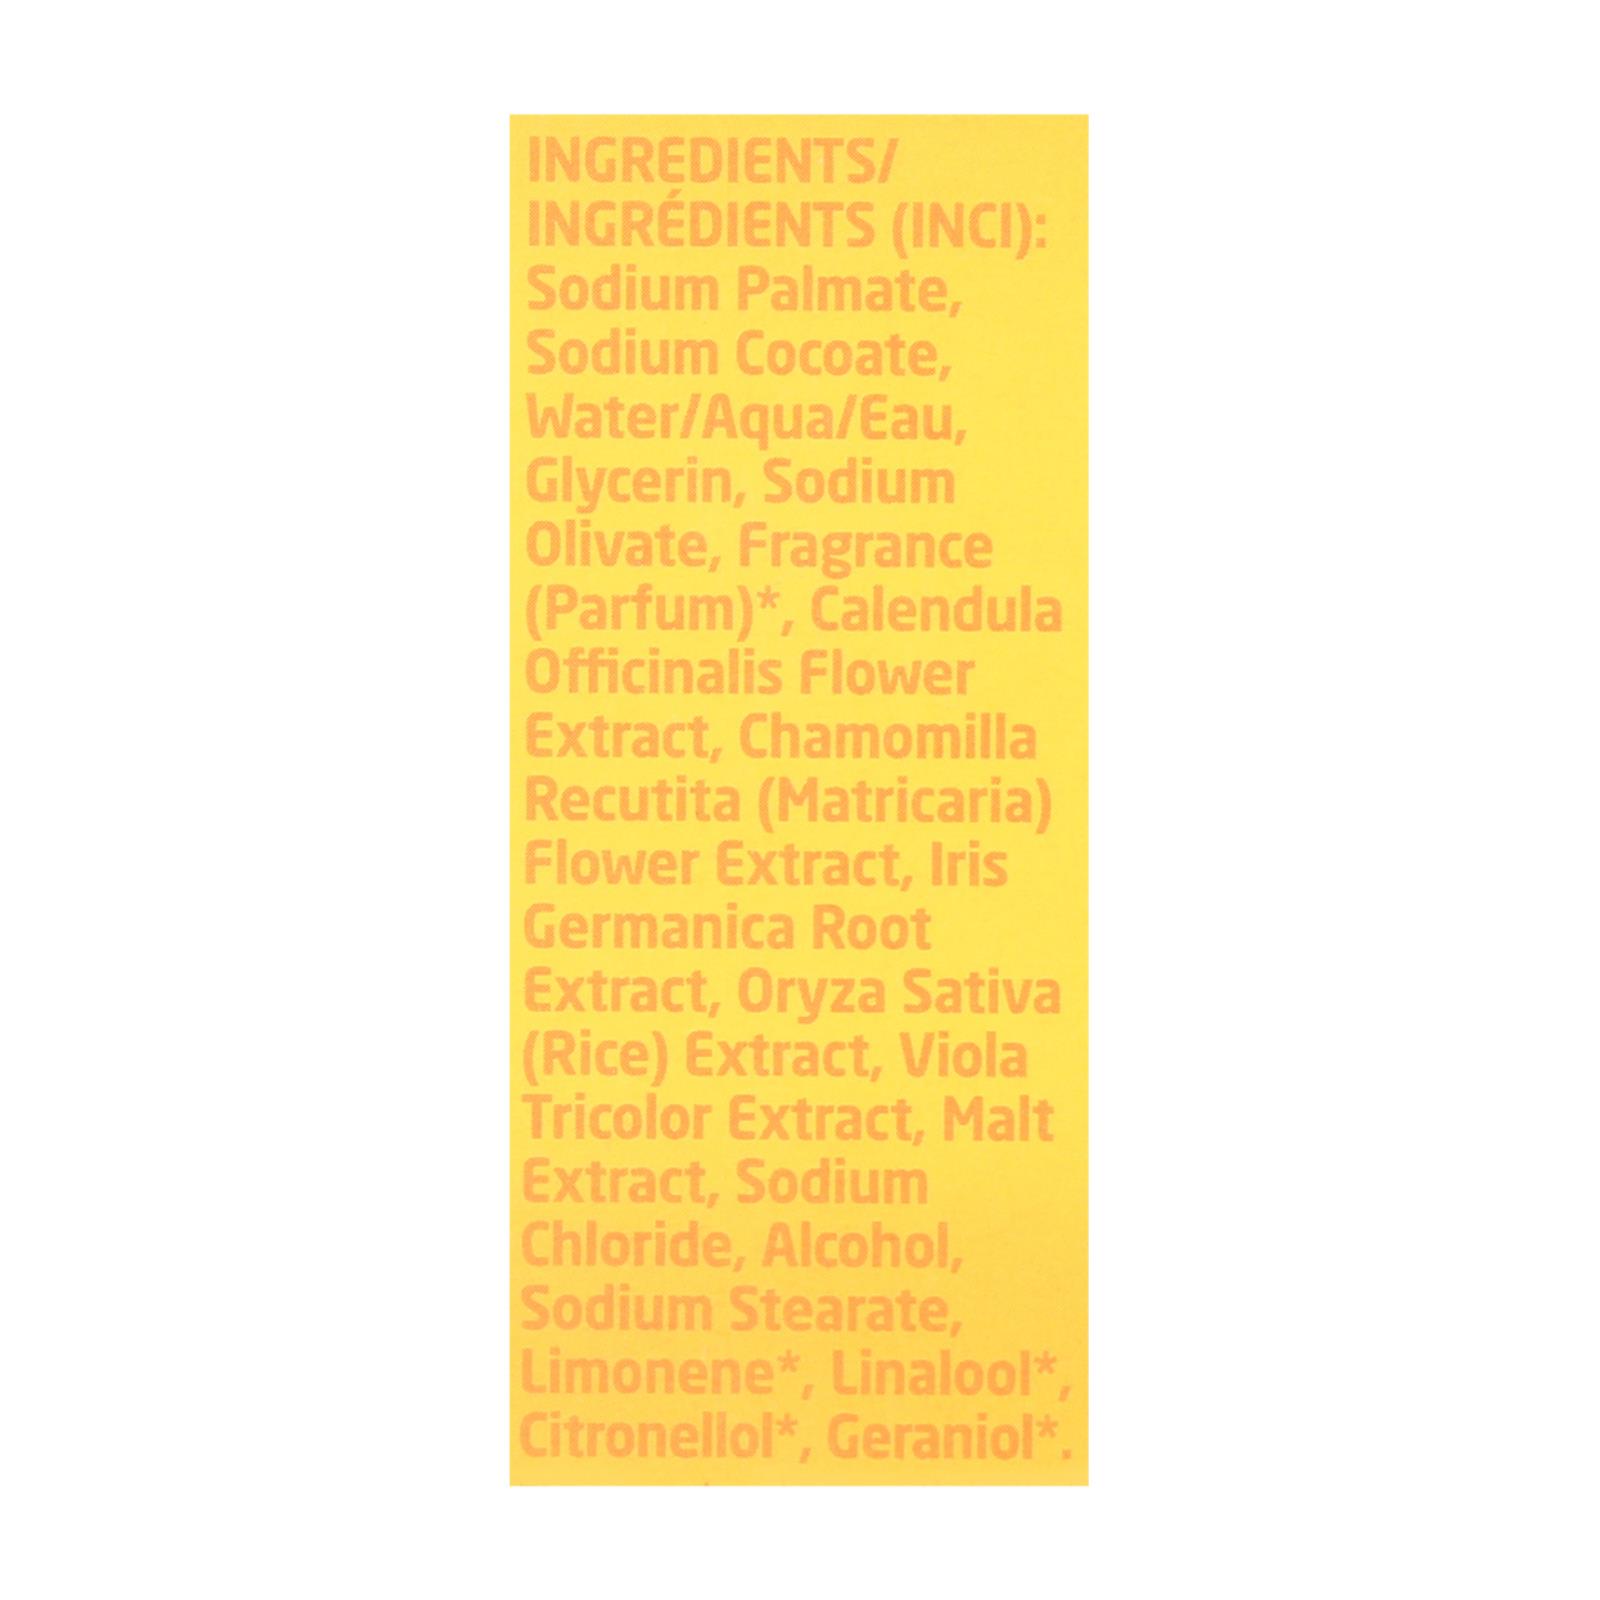 INGREDIENTS/
INGRÉDIENTS (INCI):
Sodium Palmate,
Sodium Cocoate,
Water/Aqua/Eau,
Glycerin, Sodium
Olivate, Fragrance
(Parfum)*, Calendula
Officinalis Flower
Extract, Chamomilla
Recutita (Matricaria)
Flower Extract, Iris
Germanica Root
Extract, Oryza Sativa
(Rice) Extract, Viola
Tricolor Extract, Malt
Extract, Sodium
Chloride, Alcohol,
Sodium Stearate,
Limonene*, Linalool*,
Citronellol*, Geraniol*.